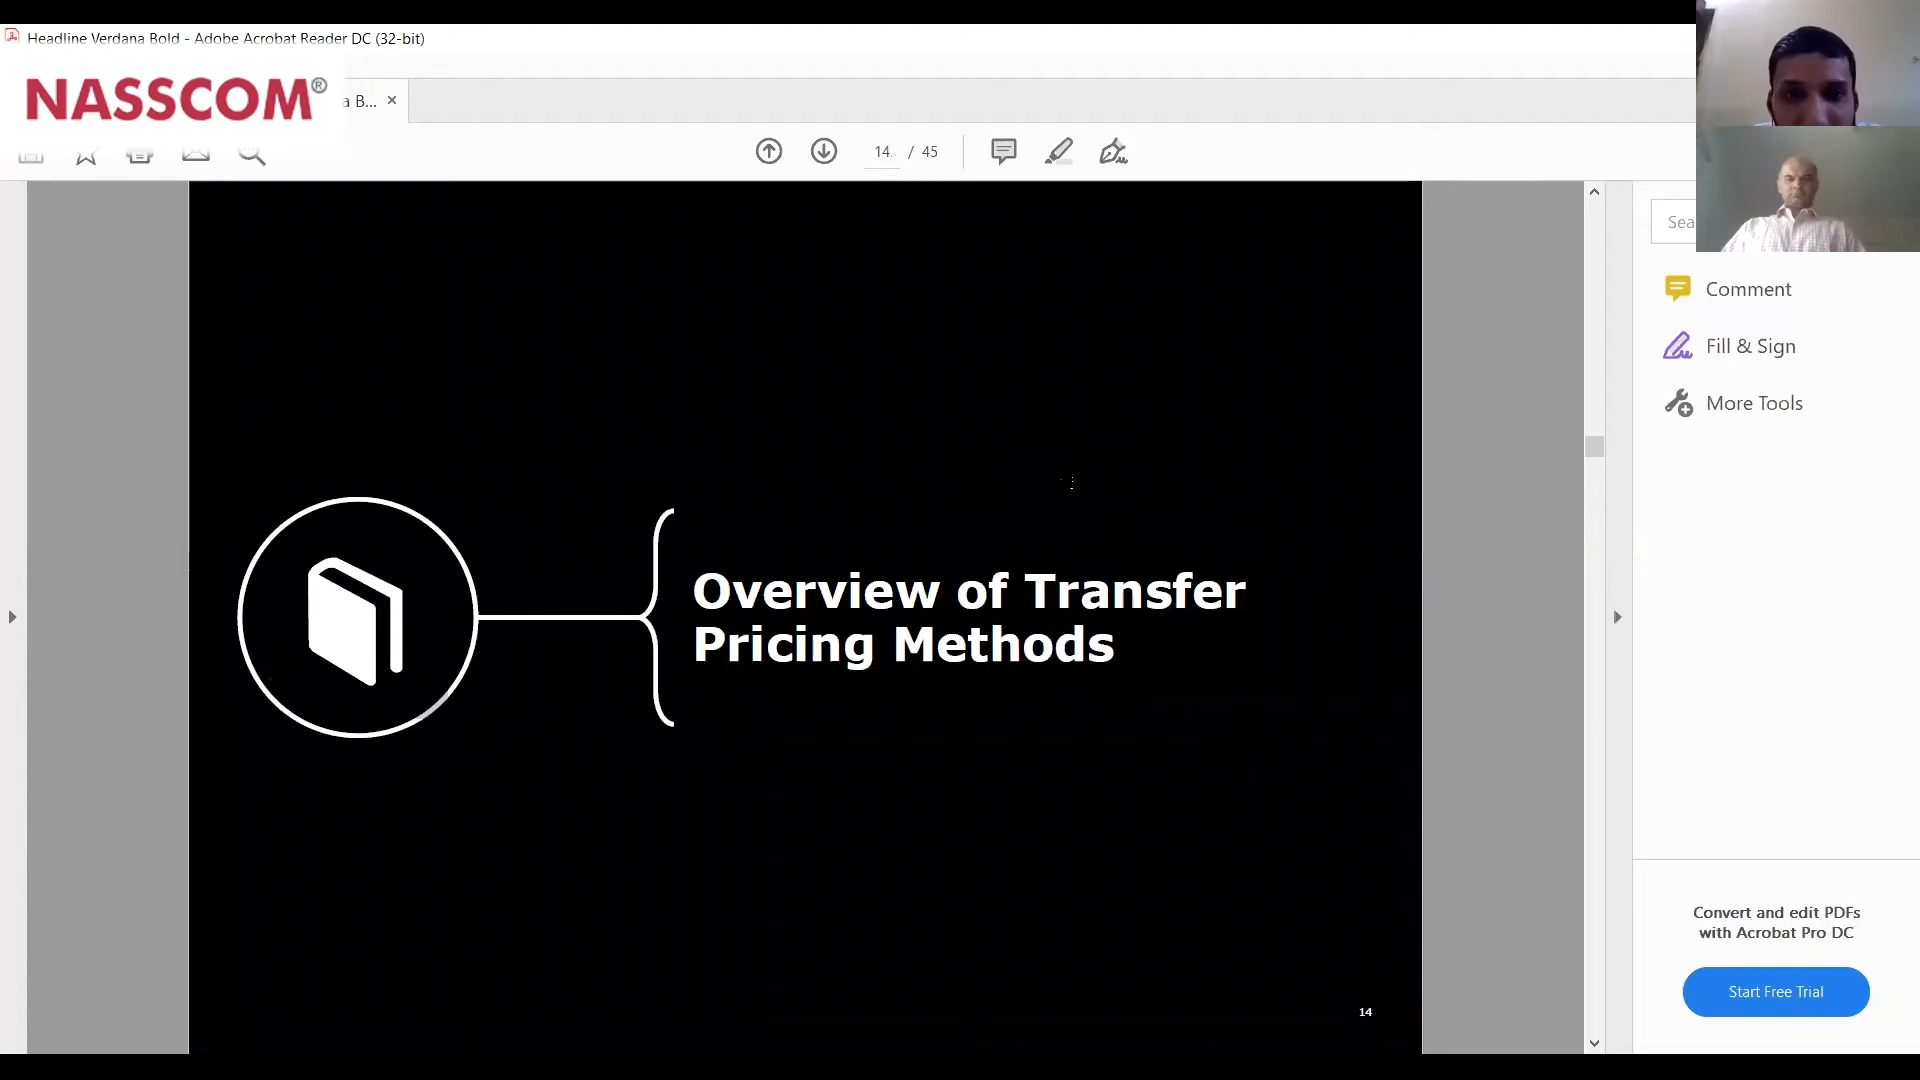 Headline Verdana Bold - Adobe Acrobat Reader DC (32-bit)
NASSCOM®
a B... ×
14 / 45
Sea
Comment
Fill & Sign
More Tools
Overview of Transfer
Pricing Methods
14
Convert and edit PDFs
with Acrobat Pro DC
Start Free Trial